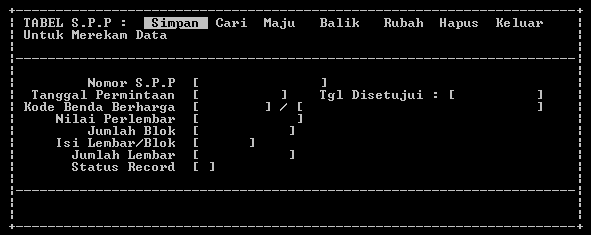 TABEL S.P.P : Simpan Cari Maju Balik Rubah Hapus Keluar
Untuk Merekam Data
Nomor S.P.P [ ]
Tanggal Permintaan [ ] Tgl Disetujui : [ ]
Kode Benda Berharga [ ] / [ ]
Nilai Perlembar [ ]
Jumlah Blok [ ]
Isi Lembar/Blok [ ]
Jumlah Lembar [ ]
Status Record [ ]